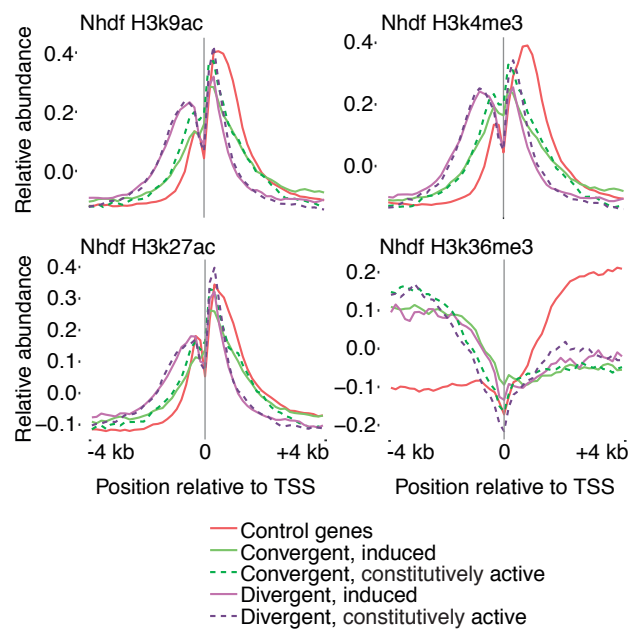 Nhdf H3k9ac
Nhdf H3k4me3
Relative abundance
0.4
0.2
0.0
0.4
0.2
0.0
Nhdf H3k27ac
Nhdf H3k36me3
Relative abundance
0.4
0.3
0.2
0.1
0.0
−0.1
0.2
0.1
0.0
−0.1
−0.2
-4 kb 0 +4 kb
-4 kb 0 +4 kb
Position relative to TSS
Position relative to TSS
Control genes
Convergent, induced
Convergent, constitutively active
Divergent, induced
Divergent, constitutively active